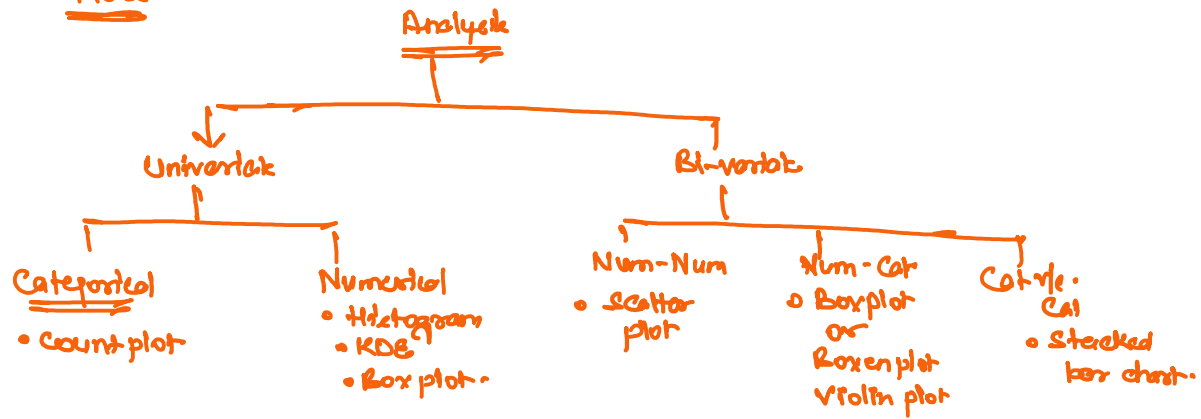 Analysis
Univariate
Bi-variate
Categorical
• Countplot
Numerical
• Histogram
• KDE
• Box plot.
Num-Num
• Scatter
plot
Num-Cat
• Boxplot
or
Boxenplot
Violin plot
Cat v/s.
Cat
• Stacked
bar chart.